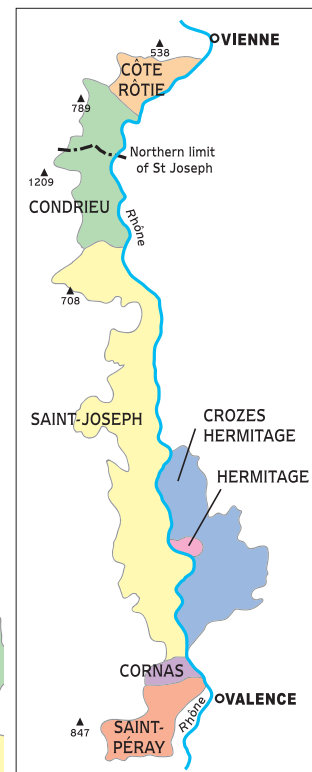 538
VIENNE
CÔTE
RÔTIE
789
Northern limit
of St Joseph
1209
CONDRIEU
Rhône
708
SAINT-JOSEPH
CROZES
HERMITAGE
HERMITAGE
CORNAS
VALENCE
Rhône
847
SAINT-
PÉRAY